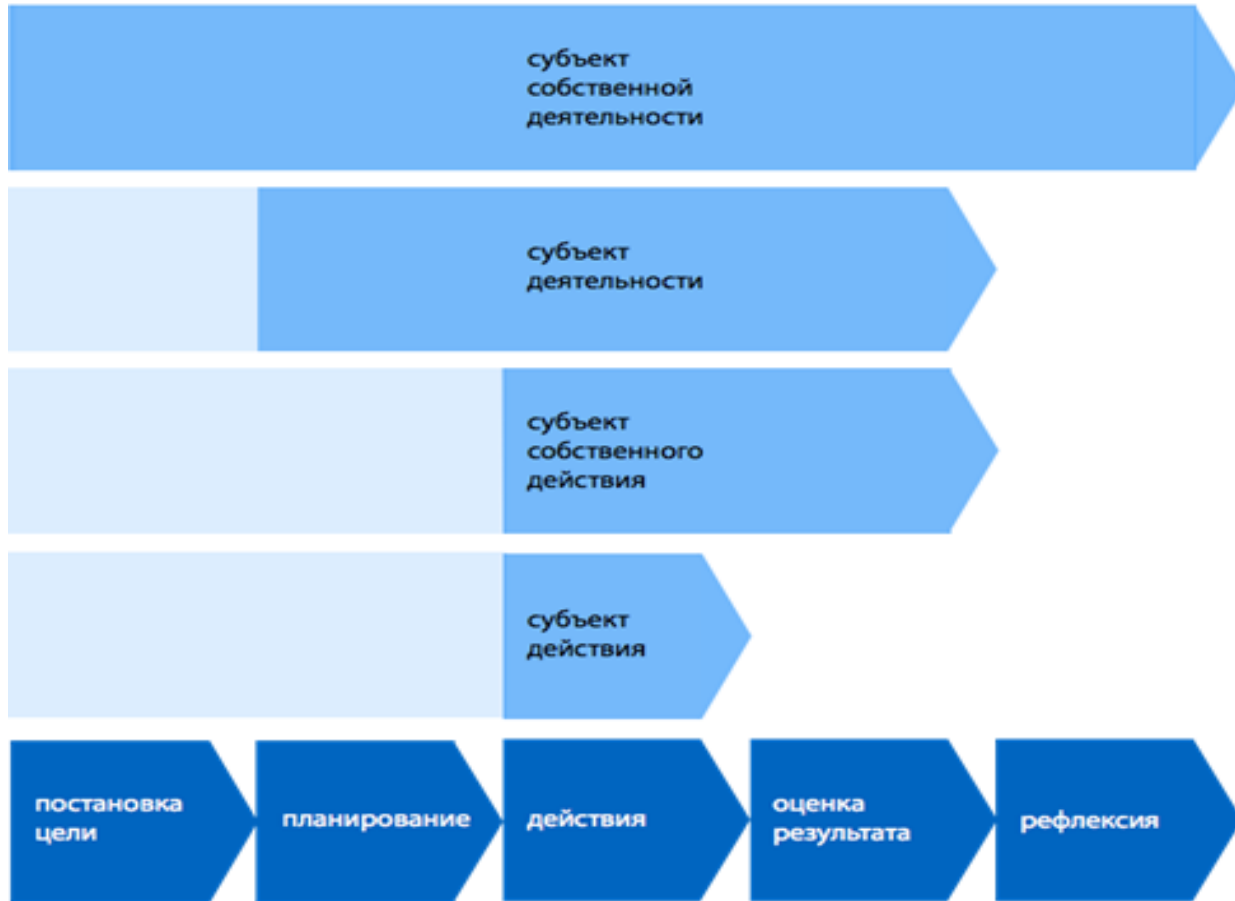 субъект
собственной
деятельности
субъект
деятельности
субъект
собственного
действия
субъект
действия
постановка
цели
планирование
действия
оценка
результата
рефлексия